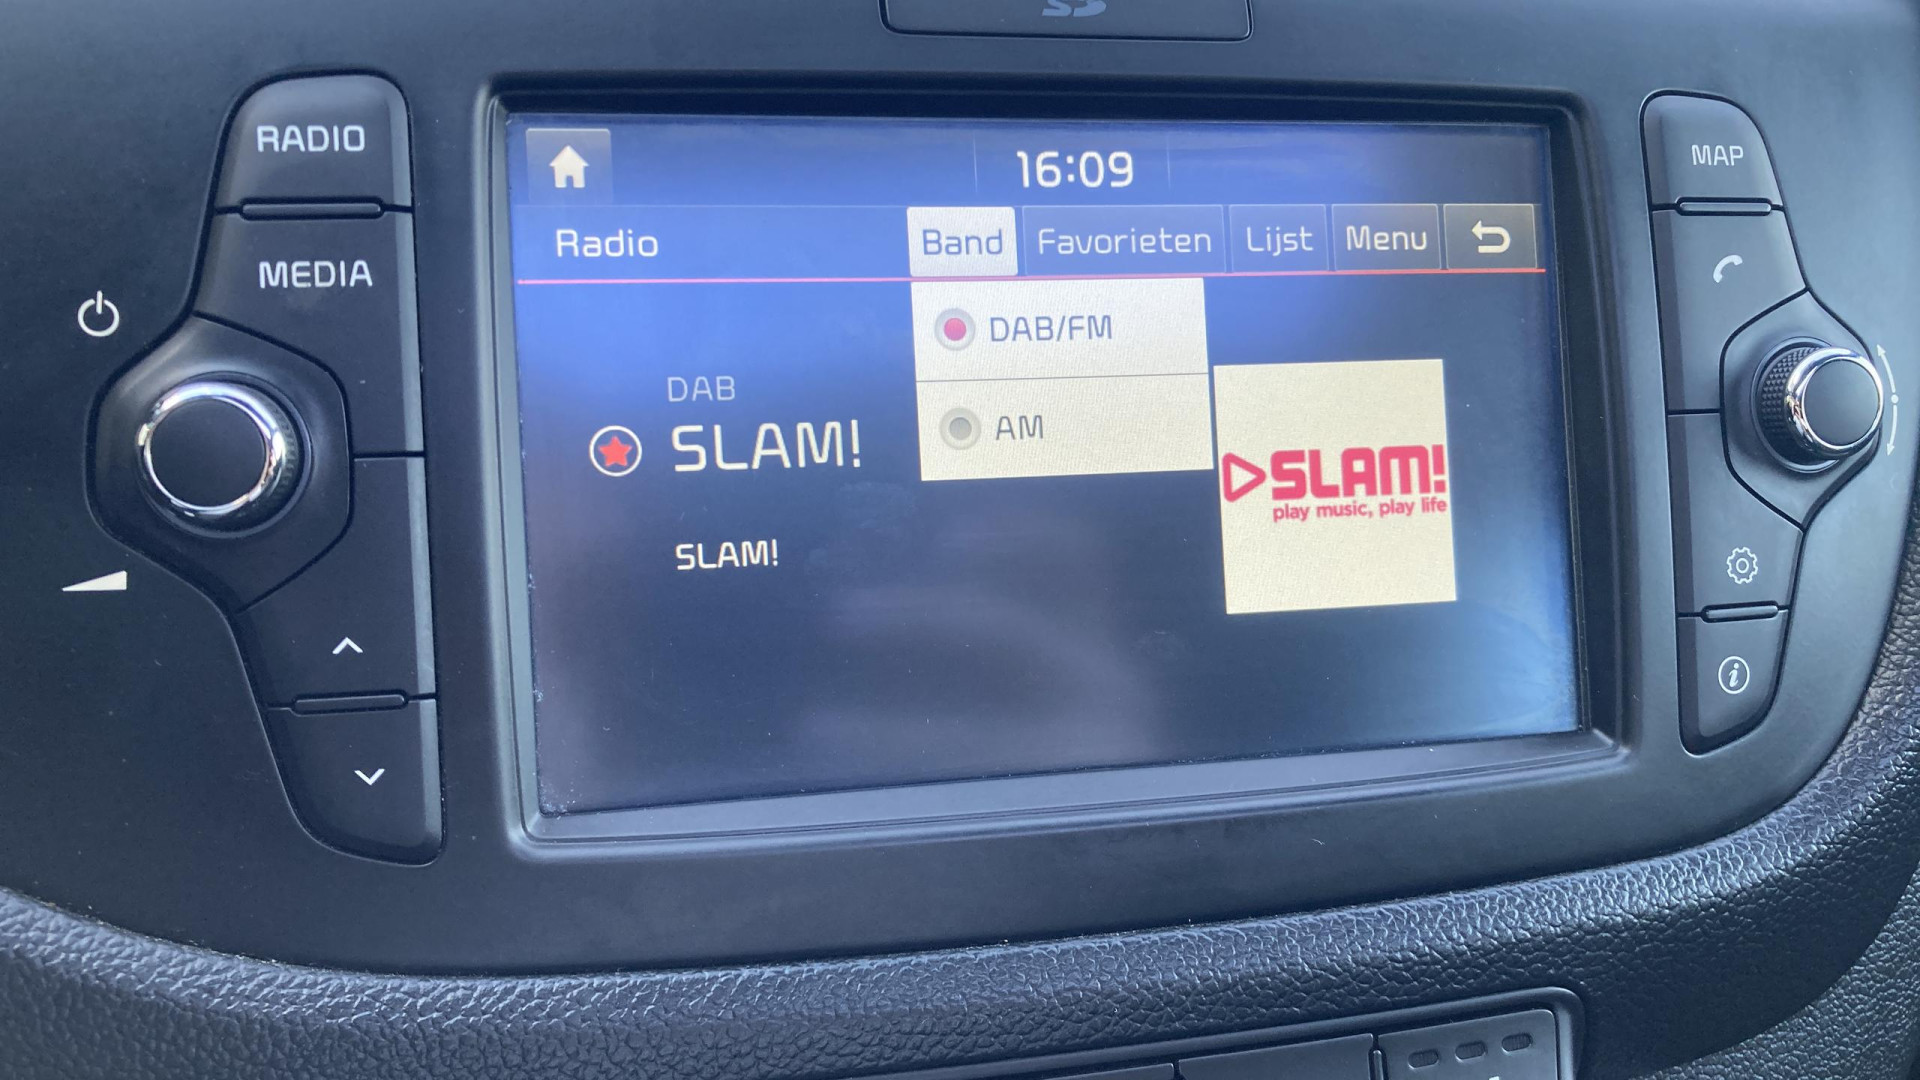 RADIO
MEDIA
MAP
16:09
Radio
Band
Favorieten
Lijst
Menu
DAB/FM
AM
DAB
SLAM!
SLAM!
SLAM!
play music, play life
i